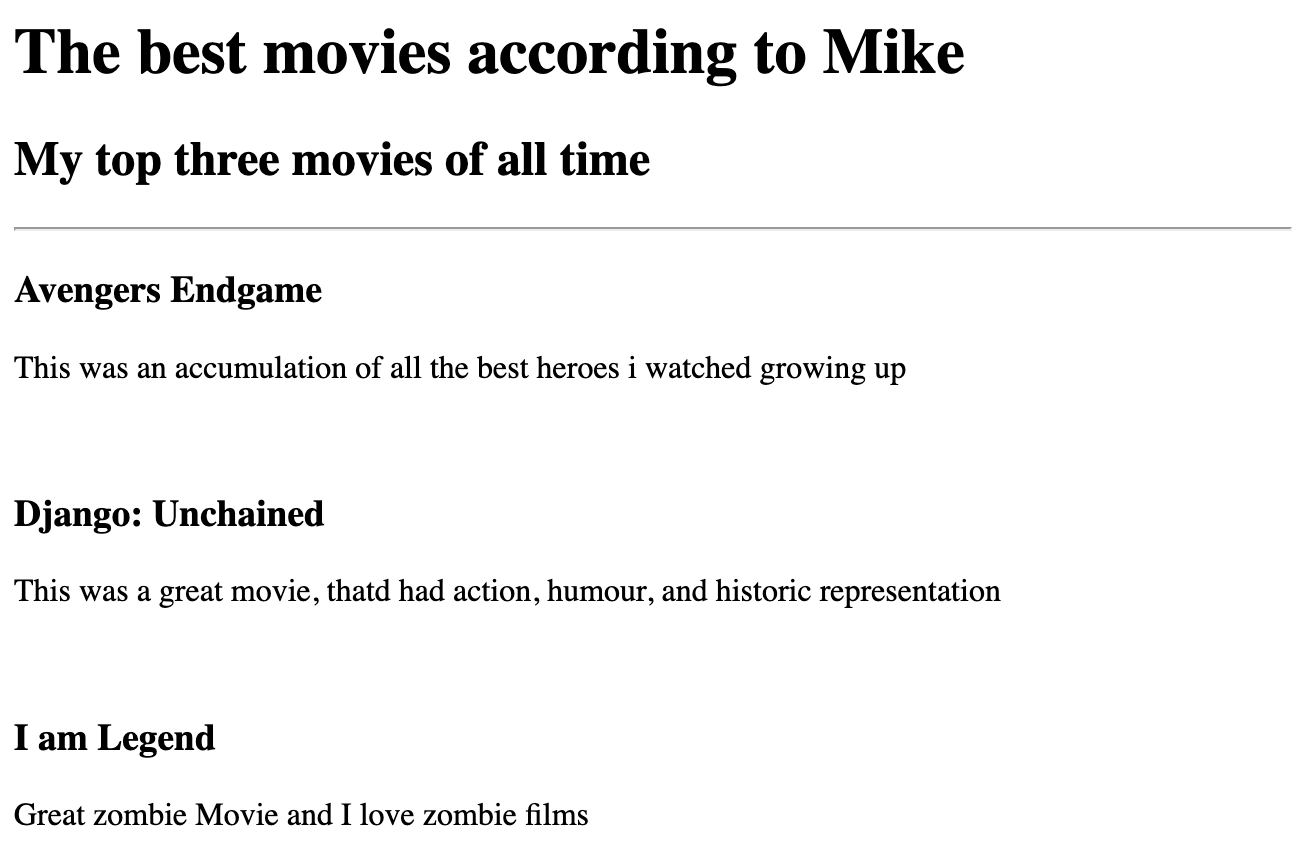 The best movies according to Mike
My top three movies of all time
Avengers Endgame
This was an accumulation of all the best heroes i watched growing up
Django: Unchained
This was a great movie, thatd had action, humour, and historic representation
I am Legend
Great zombie Movie and I love zombie films